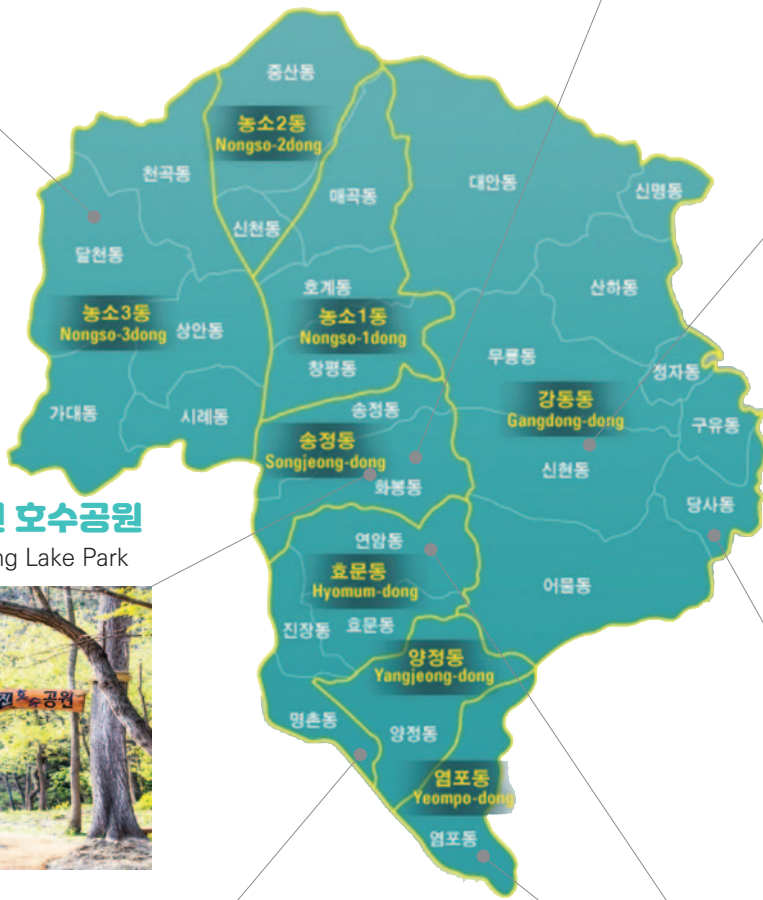 중산동
농소2동
Nongso-2dong
천곡동
매곡동
대안동
신명동
신천동
달천동
호계동
산하동
농소3동
Nongso-3dong
상안동
농소1동
Nongso-1dong
창평동
무룡동
정자동
가대동
시례동
송정동
강동동
Gangdong-dong
구유동
송정동
Songjeong-dong
화봉동
신현동
당사동
호수공원
ng Lake Park
연암동
효문동
Hyomum-dong
어물동
진장동
효문동
양정동
Yangjeong-dong
호수공원
명촌동
양정동
염포동
Yeompo-dong
염포동